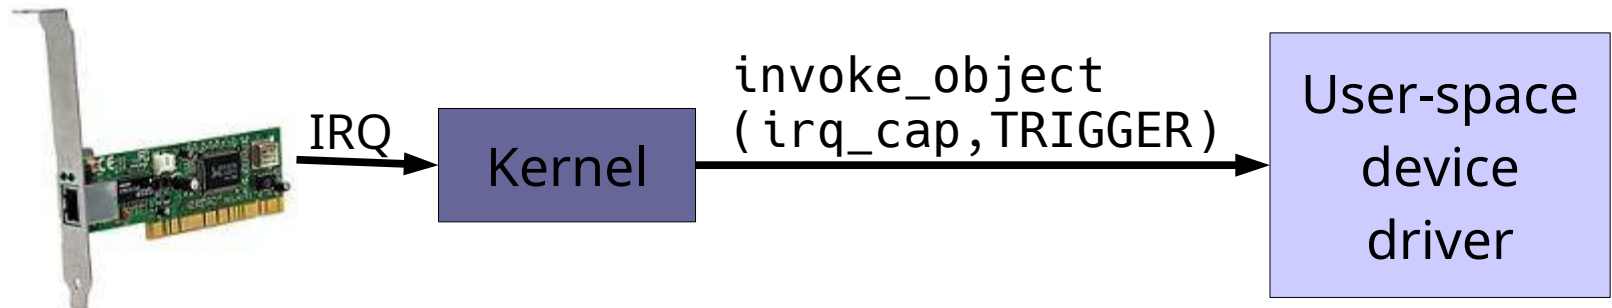 IRQ
Kernel
invoke_object
(irq_cap,TRIGGER)
User-space
device
driver